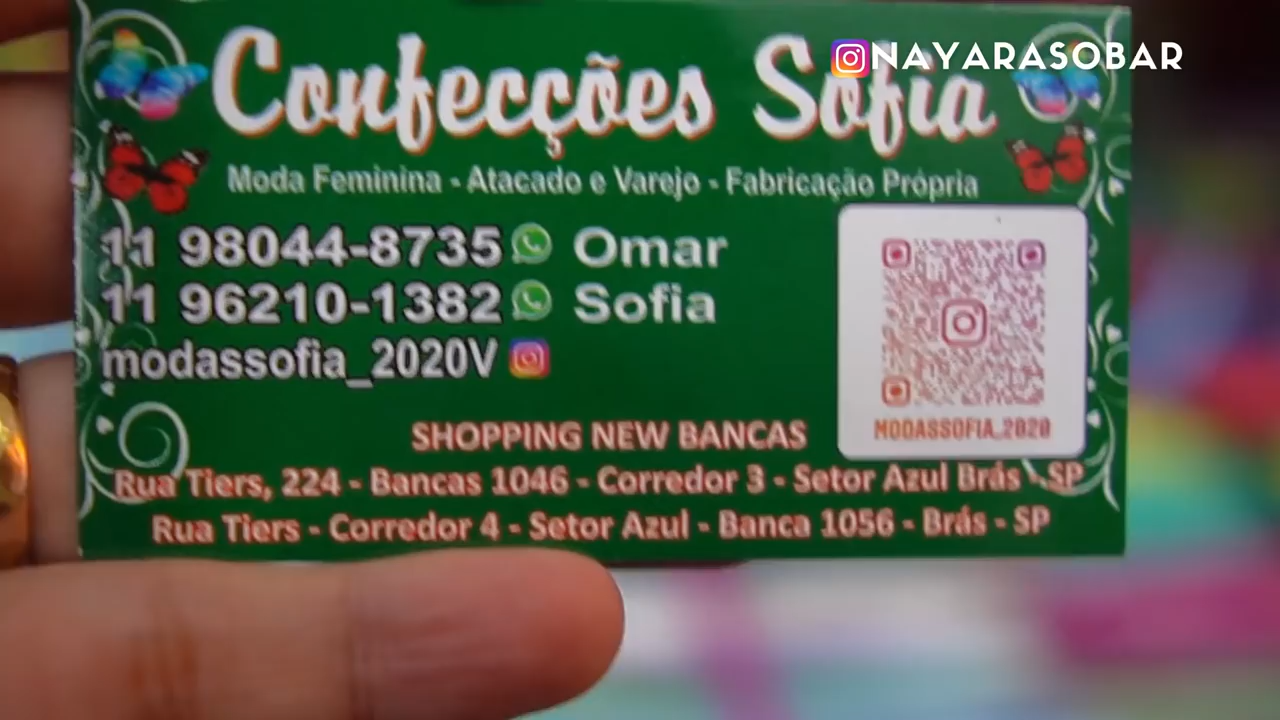 NAYARASOBAR
Confecções Sofia
Moda Feminina - Atacado e Varejo - Fabricação Própria
11 98044-8735 Omar
11 96210-1382 Sofia
modassofia_2020V
MODASSOFIA_2020
SHOPPING NEW BANCAS
Rua Tiers, 224 - Bancas 1046 - Corredor 3 - Setor Azul Brás - SP
Rua Tiers - Corredor 4 - Setor Azul - Banca 1056 - Brás - SP